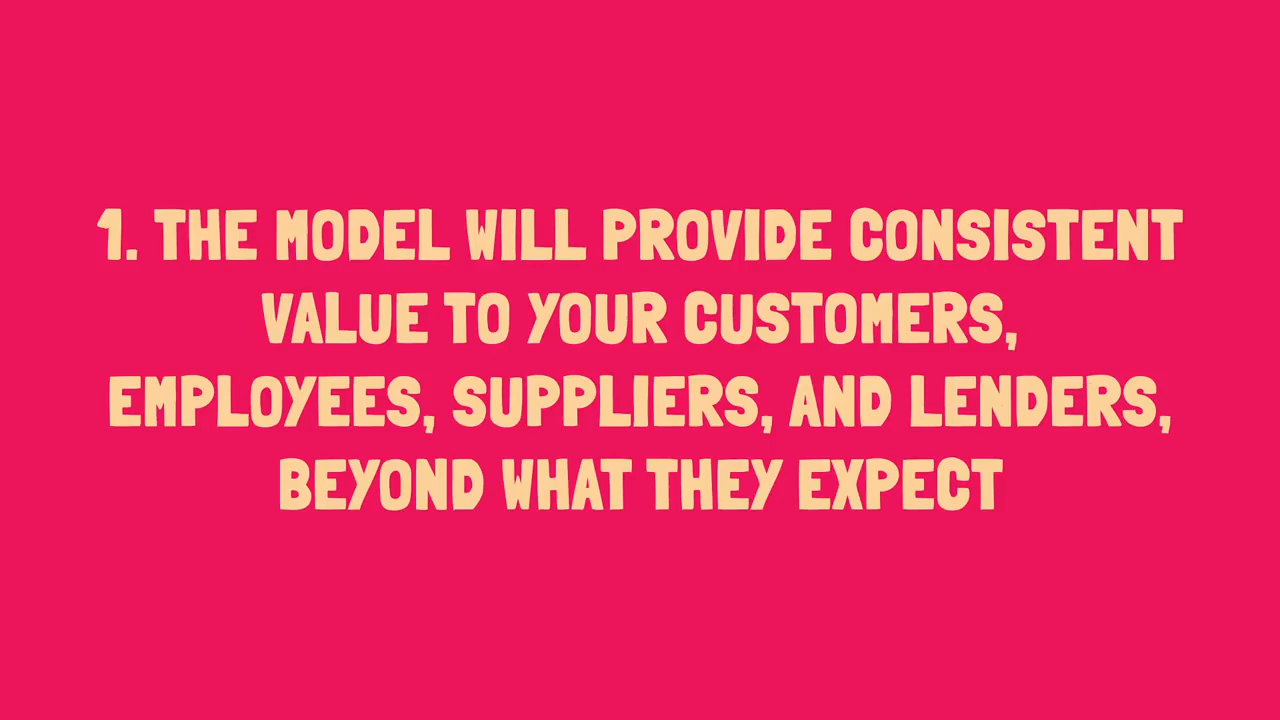 1. THE MODEL WILL PROVIDE CONSISTENT
VALUE TO YOUR CUSTOMERS,
EMPLOYEES, SUPPLIERS, AND LENDERS,
BEYOND WHAT THEY EXPECT